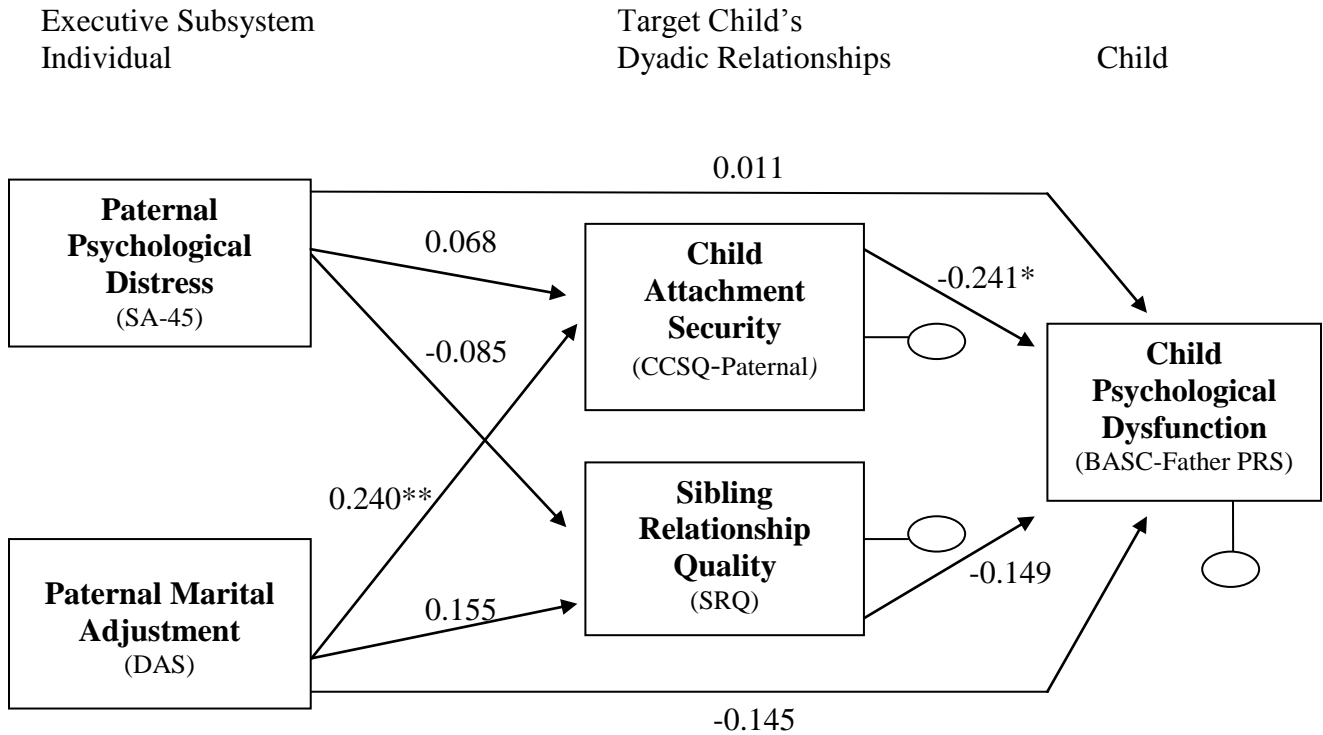 Executive Subsystem
Individual
Target Child’s
Dyadic Relationships
Child
0.011
Paternal
Psychological
Distress
(SA-45)
0.068
-0.085
Child
Attachment
Security
(CCSQ-Paternal)
-0.241*
Child
Psychological
Dysfunction
(BASC-Father PRS)
0.240**
Sibling
Relationship
Quality
(SRQ)
-0.149
Paternal Marital
Adjustment
(DAS)
0.155
-0.145